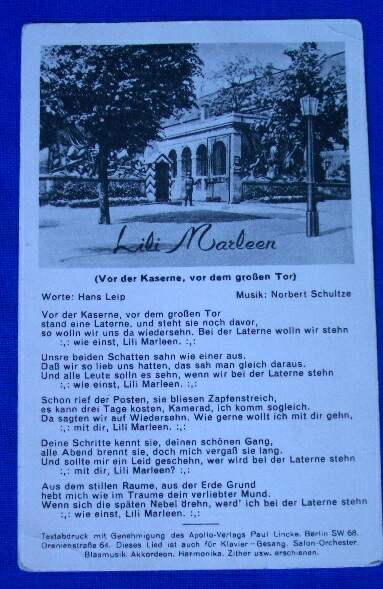 Lili Marleen
(Vor der Kaserne, vor dem großen Tor)
Worte: Hans Leip Musik: Norbert Schultze
Vor der Kaserne, vor dem großen Tor
stand eine Laterne, und steht sie noch davor,
so wolln wir uns da wiedersehn. Bei der Laterne wolln wir stehn
:,: wie einst, Lili Marleen. :,:
Unsre beiden Schatten sahn wie einer aus.
Daß wir so lieb uns hatten, das sah man gleich daraus.
Und alle Leute solln es sehn, wenn wir bei der Laterne stehn
:,: wie einst, Lili Marleen. :,:
Schon rief der Posten, sie bliesen Zapfenstreich,
es kann drei Tage kosten, Kamerad, ich komm sogleich.
Da sagten wir auf Wiedersehn. Wie gerne wollt ich mit dir gehn,
:,: mit dir, Lili Marleen. :,:
Deine Schritte kennt sie, deinen schönen Gang,
alle Abend brennt sie, doch mich vergaß sie lang.
Und sollte mir ein Leid geschehn, wer wird bei der Laterne stehn
:,: mit dir, Lili Marleen? :,:
Aus dem stillen Raume, aus der Erde Grund
hebt mich wie im Traume dein verliebter Mund.
Wenn sich die späten Nebel drehn, werd' ich bei der Laterne stehn
:,: wie einst, Lili Marleen. :,:
Textabdruck mit Genehmigung des Apollo-Verlags Paul Lincke, Berlin SW 68,
Oranienstraße 64. Dieses Lied ist auch für Klavier-Gesang, Salon-Orchester,
Blasmusik, Akkordeon, Harmonika, Zither usw. erschienen.